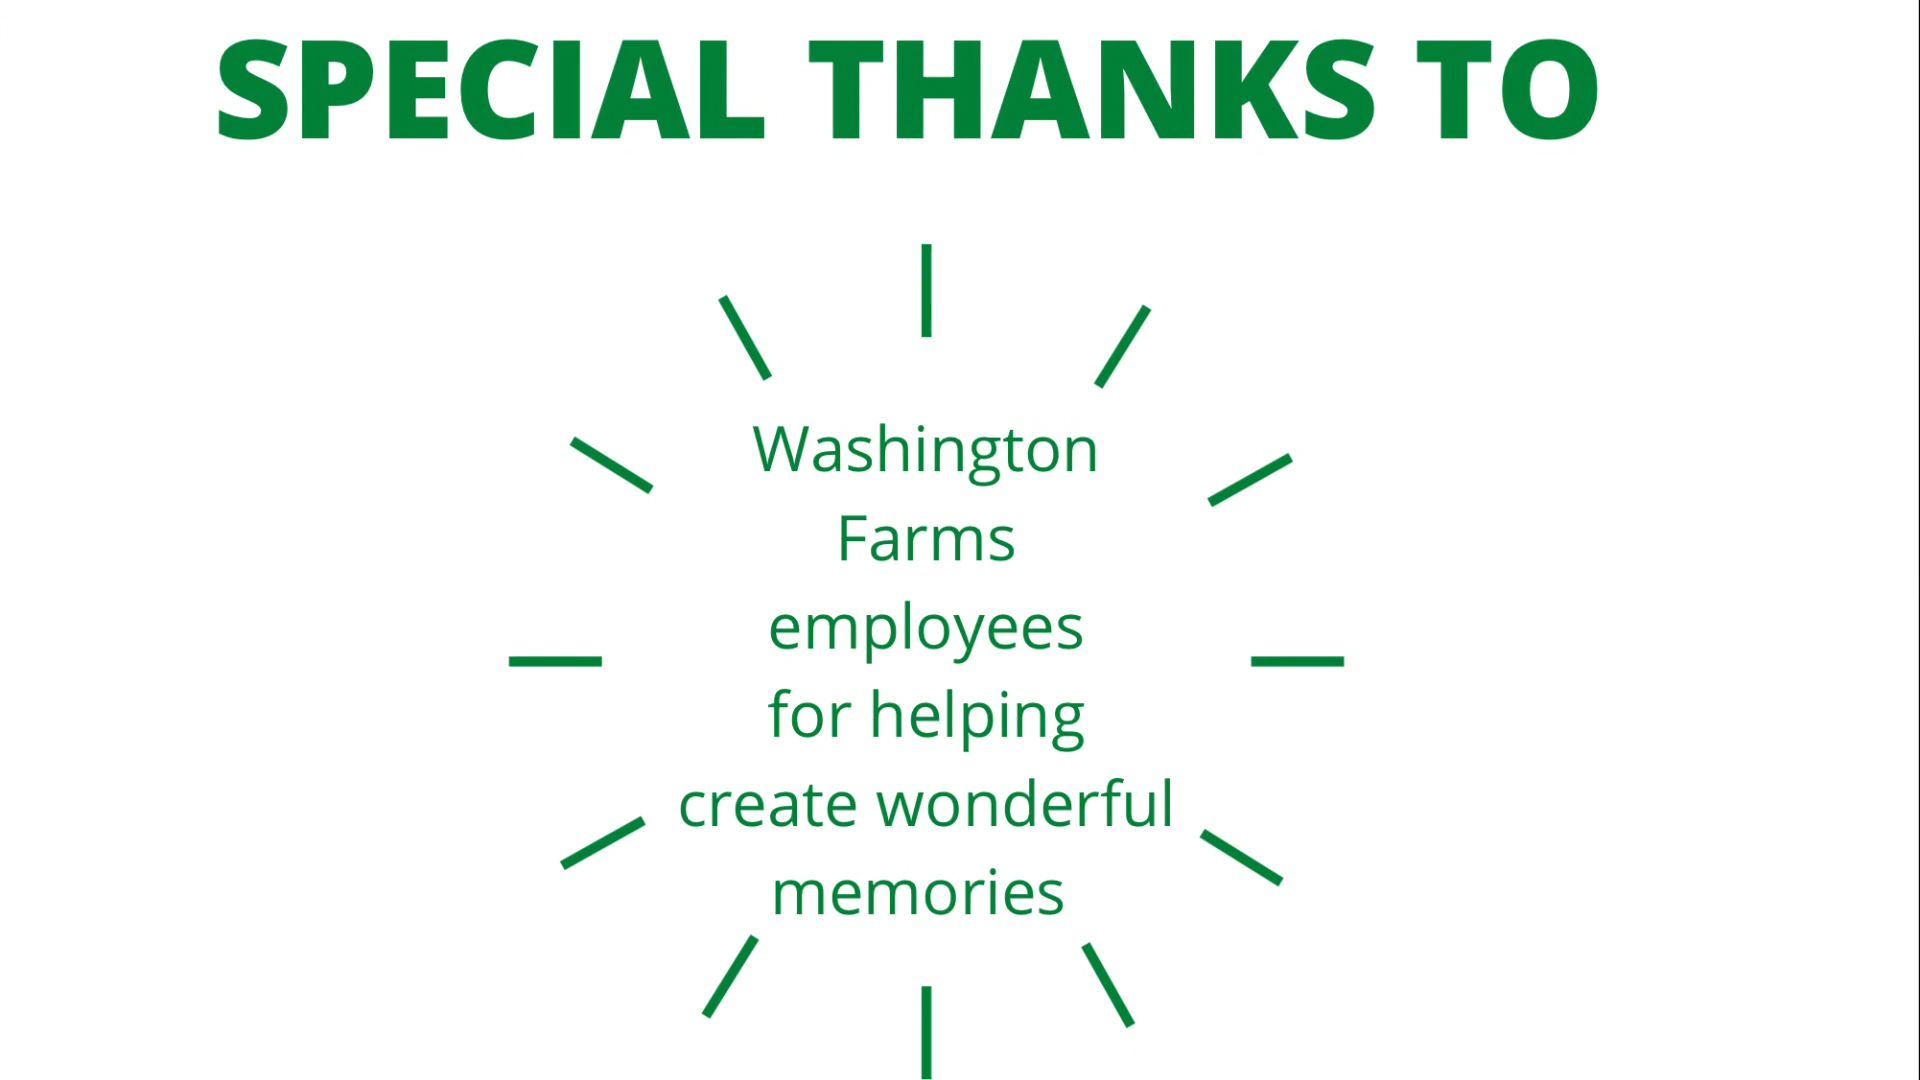 SPECIAL THANKS TO
Washington
Farms
employees
for helping
create wonderful
memories